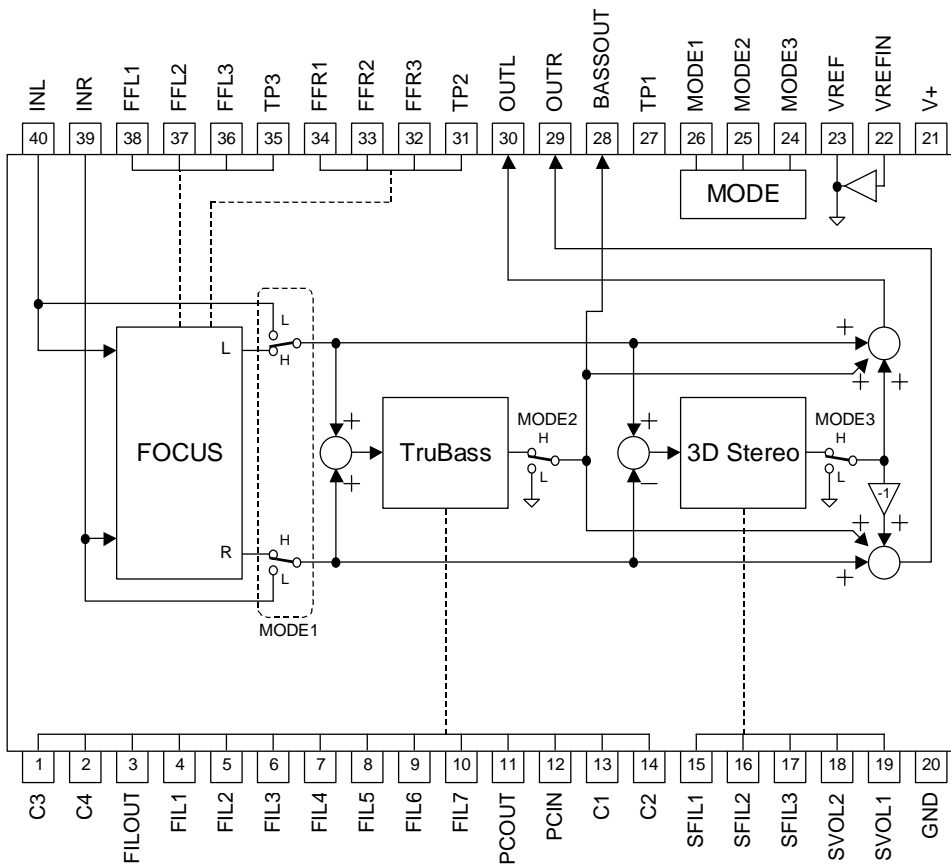 INL INR FFL1 FFL2 FFL3 TP3 FFR1 FFR2 FFR3 TP2 OUTL OUTR BASSOUT TP1 MODE1 MODE2 MODE3 VREF VREFIN V+
40 39 38 37 36 35 34 33 32 31 30 29 28 27 26 25 24 23 22 21
MODE
L
L
H
+
+
+
+
+
MODE2
H
L
+
MODE3
H
L
FOCUS
+
TruBass
3D Stereo
-1
+
−
+
+
R
H
L
+
MODE1
1 2 3 4 5 6 7 8 9 10 11 12 13 14 15 16 17 18 19 20
C3 C4 FILOUT FIL1 FIL2 FIL3 FIL4 FIL5 FIL6 FIL7 PCOUT PCIN C1 C2 SFIL1 SFIL2 SFIL3 SVOL2 SVOL1 GND